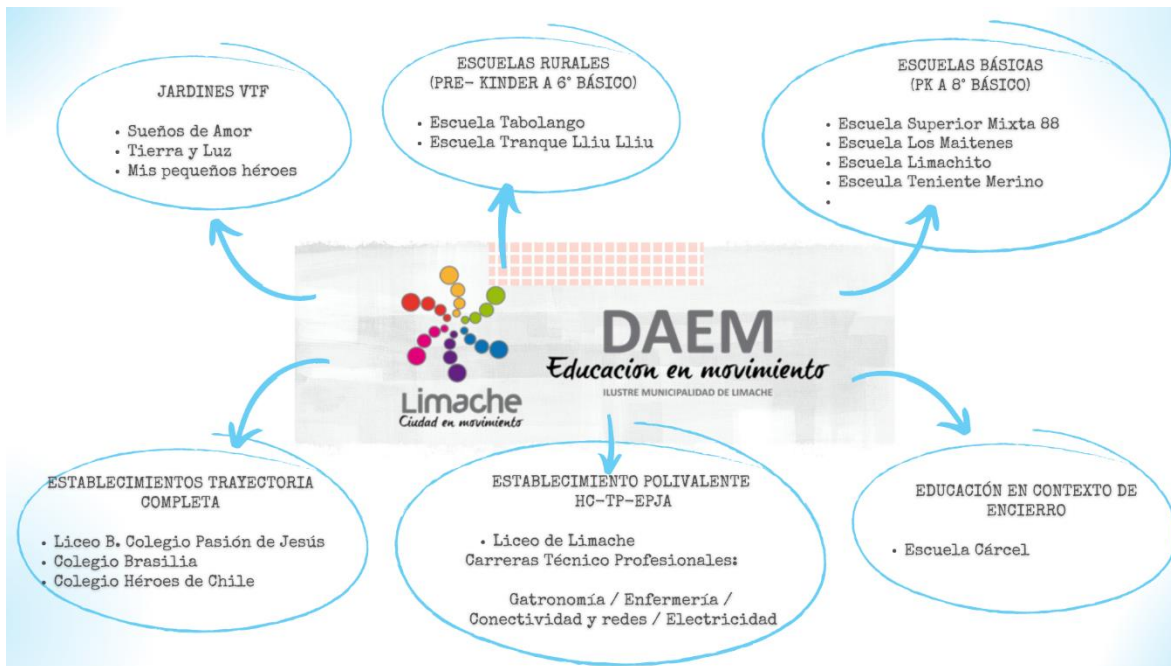 JARDINES VTF
• Sueños de Amor
• Tierra y Luz
• Mis pequeños héroes
ESCUELAS RURALES
(PRE- KINDER A 6° BÁSICO)
• Escuela Tabolango
• Escuela Tranque Lliu Lliu
ESCUELAS BÁSICAS
(PK A 8° BÁSICO)
• Escuela Superior Mixta 88
• Escuela Los Maitenes
• Escuela Limachito
• Esceula Teniente Merino
•
Limache
Ciudad en movimiento
DAEM
Educacion en movimiento
ILUSTRE MUNICIPALIDAD DE LIMACHE
ESTABLECIMIENTOS TRAYECTORIA
COMPLETA
• Liceo B. Colegio Pasión de Jesús
• Colegio Brasilia
• Colegio Héroes de Chile
ESTABLECIMIENTO POLIVALENTE
HC-TP-EPJA
• Liceo de Limache
Carreras Técnico Profesionales:
Gatronomía / Enfermería /
Conectividad y redes / Electricidad
EDUCACIÓN EN CONTEXTO DE
ENCIERRO
• Escuela Cárcel